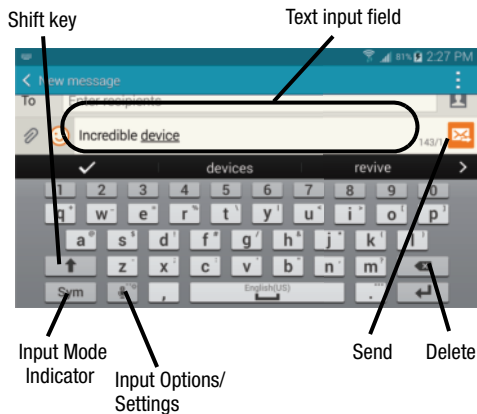 Shift key
Text input field
81% 2:27 PM
New message
To Enter recipients
Incredible device
143/1
devices revive
1 2 3 4 5 6 7 8 9 0
q w e r t y u i o p
a s d f g h j k l
z x c v b n m
Sym , English(US) .
Input Mode
Indicator
Input Options/
Settings
Send
Delete